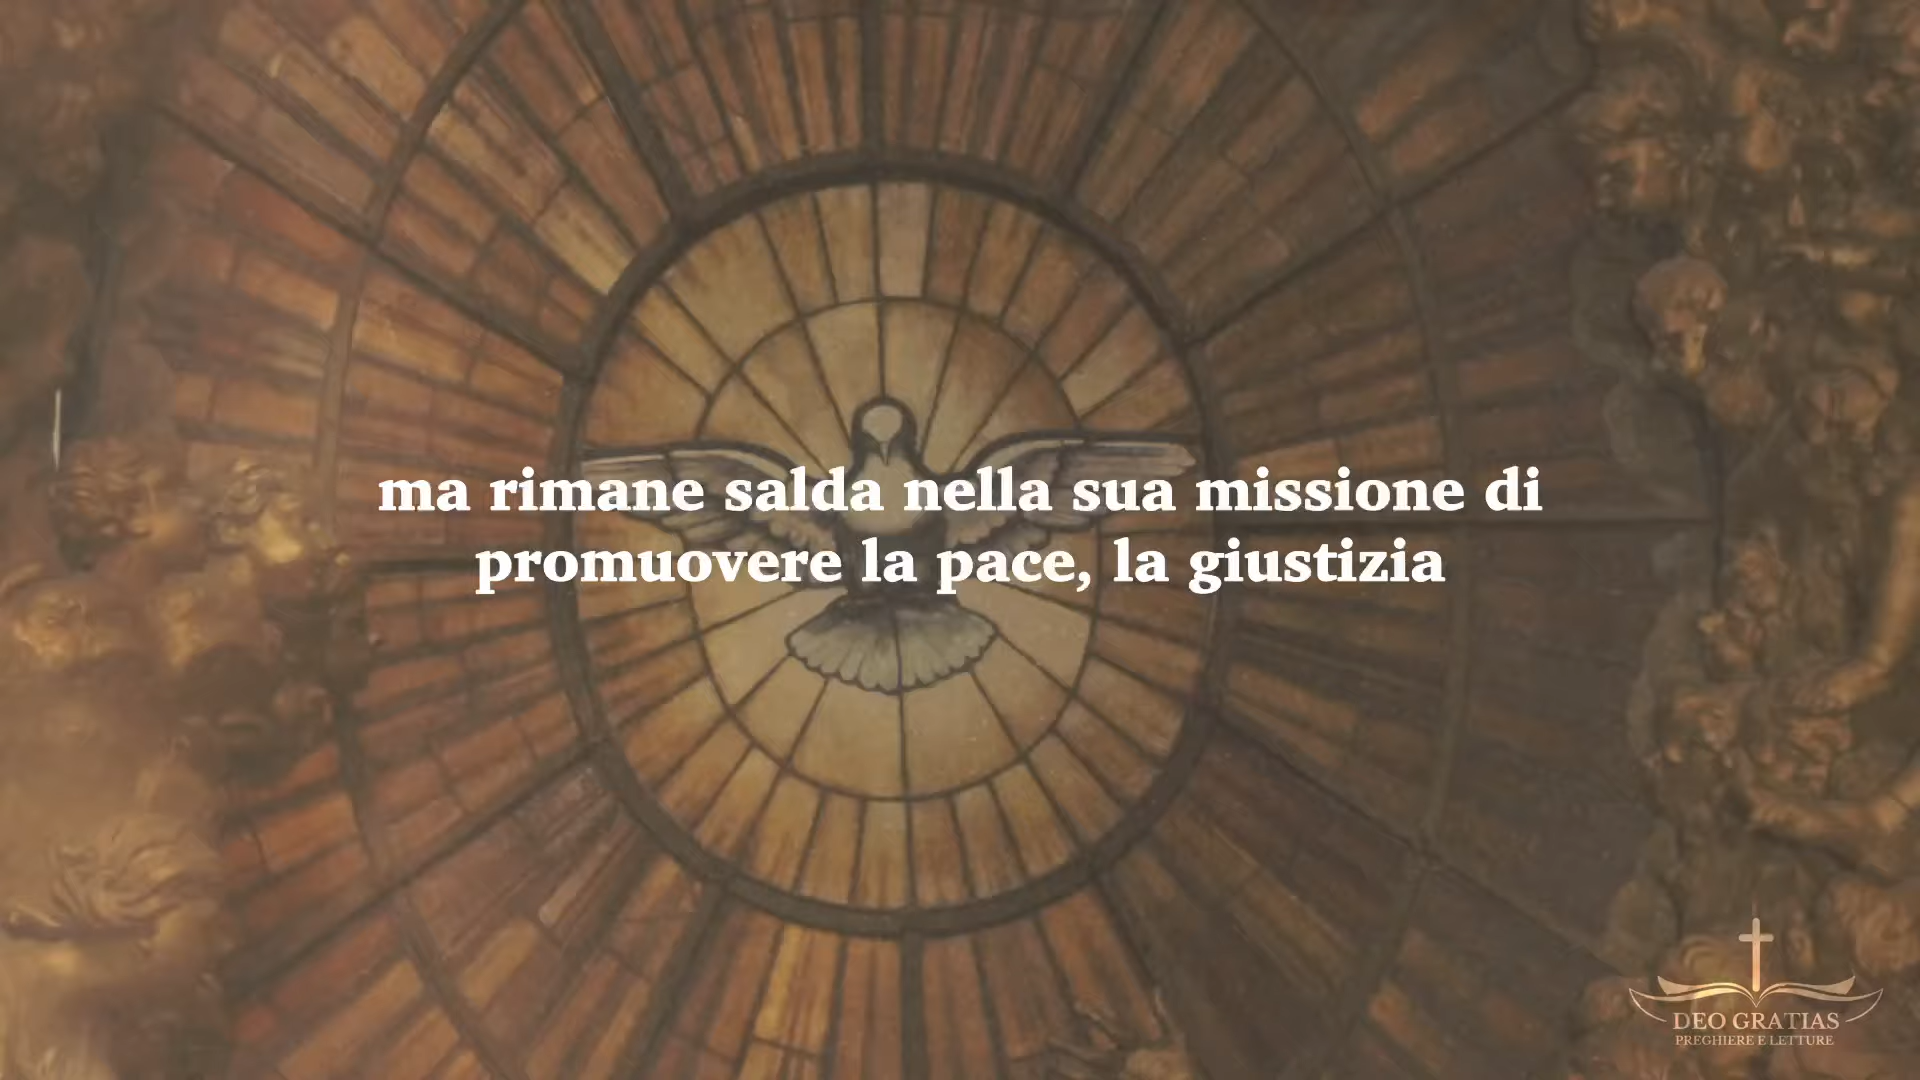 ma rimane salda nella sua missione di
promuovere la pace, la giustizia
DEO GRATIAS
PREGHIERE E LETTURE